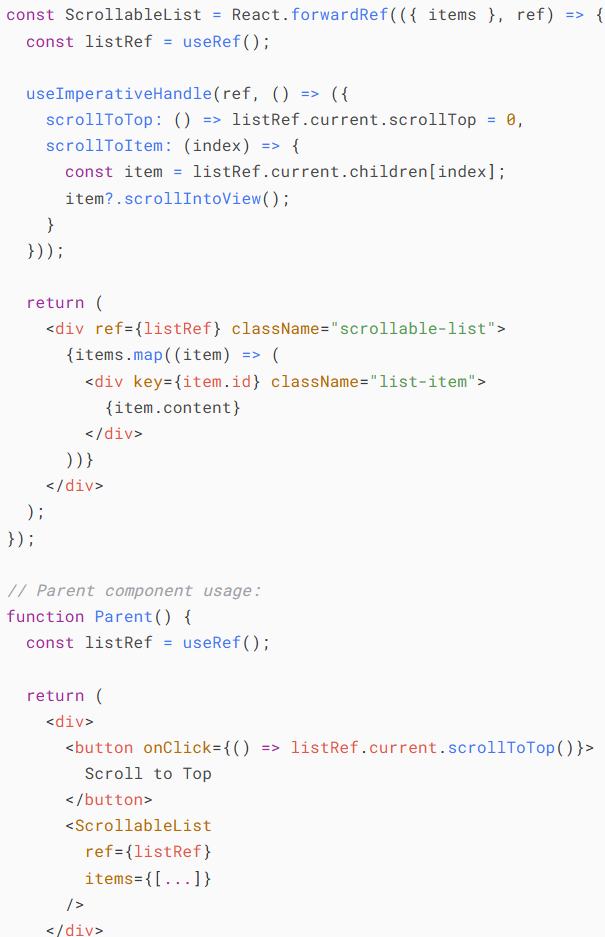 const ScrollableList = React.forwardRef(({ items }, ref) => {
  const listRef = useRef();

  useImperativeHandle(ref, () => ({
    scrollToTop: () => listRef.current.scrollTop = 0,
    scrollToItem: (index) => {
      const item = listRef.current.children[index];
      item?.scrollIntoView();
    }
  }));

  return (
    <div ref={listRef} className="scrollable-list">
      {items.map((item) => (
        <div key={item.id} className="list-item">
          {item.content}
        </div>
      ))}
    </div>
  );
});

// Parent component usage:
function Parent() {
  const listRef = useRef();

  return (
    <div>
      <button onClick={() => listRef.current.scrollToTop()}>
        Scroll to Top
      </button>
      <ScrollableList
        ref={listRef}
        items={[...]}
      />
    </div>